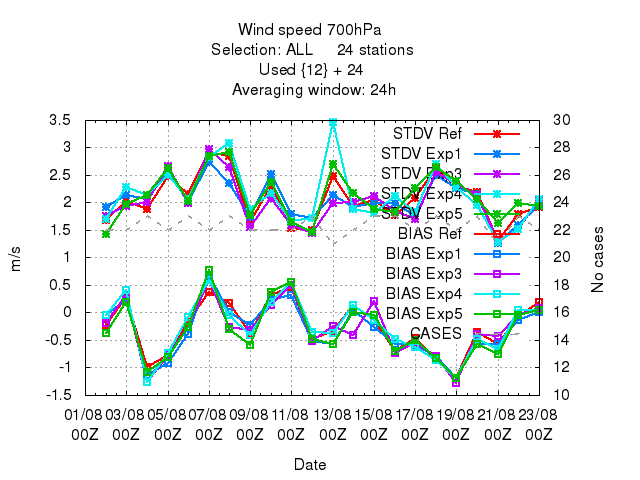 Wind speed 700hPa
Selection: ALL 24 stations
Used {12} + 24
Averaging window: 24h
3.5
3
2.5
2
1.5
1
0.5
0
-0.5
-1
-1.5
m/s
30
28
26
24
22
20
18
16
14
12
10
No cases
STDV Ref
STDV Exp1
STDV Exp3
STDV Exp4
STDV Exp5
BIAS Ref
BIAS Exp1
BIAS Exp3
BIAS Exp4
BIAS Exp5
CASES
01/08 03/08 05/08 07/08 09/08 11/08 13/08 15/08 17/08 19/08 21/08 23/08
00Z 00Z 00Z 00Z 00Z 00Z 00Z 00Z 00Z 00Z 00Z 00Z
Date